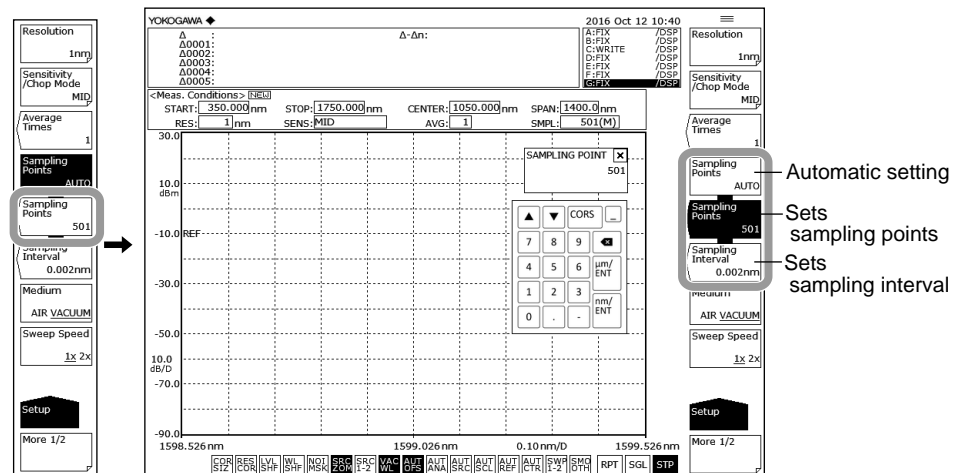 Resolution
1nm
Sensitivity
/Chop Mode
MID
Average
Times
1
Sampling
Points
AUTO
Sampling
Points
501
Sampling
Interval
0.002nm
Medium
AIR VACUUM
Sweep Speed
1x 2x
Setup
More 1/2
YOKOGAWA ◆
2016 Oct 12 10:40
Δ :
Δ0001:
Δ0002:
Δ0003:
Δ0004:
Δ0005:
Δ-Δn:
A:FIX /DSP
B:FIX /DSP
C:WRITE /DSP
D:FIX /DSP
E:FIX /DSP
F:FIX /DSP
G:FIX /DSP
<Meas. Conditions> NEW
START: 350.000 nm STOP: 1750.000 nm CENTER: 1050.000 nm SPAN: 1400.0 nm
RES: 1 nm SENS: MID AVG: 1 SMPL: 501(M)
30.0
10.0
dBm
-10.0 REF
-30.0
-50.0
10.0
dB/D
-70.0
-90.0
SAMPLING POINT ×
501
▲ ▼ CORS _
7 8 9
4 5 6 μm/
ENT
1 2 3 nm/
ENT
0 . -
1598.526nm 1599.026nm 0.10nm/D 1599.526nm
COR SIZ
RES COR
LVL SHF
WL SHF
NOI MSK
SRC ZOM
SRC 1-2
VAC WL
AUT OFS
AUT ANA
AUT SRC
AUT SCL
AUT REF
AUT CTR
SWP 1-2
SMO OTH
RPT SGL STP
Resolution
1nm
Sensitivity
/Chop Mode
MID
Average
Times
1
Sampling
Points
AUTO
Sampling
Points
501
Sampling
Interval
0.002nm
Medium
AIR VACUUM
Sweep Speed
1x 2x
Setup
More 1/2
Automatic setting
Sets
sampling points
Sets
sampling interval